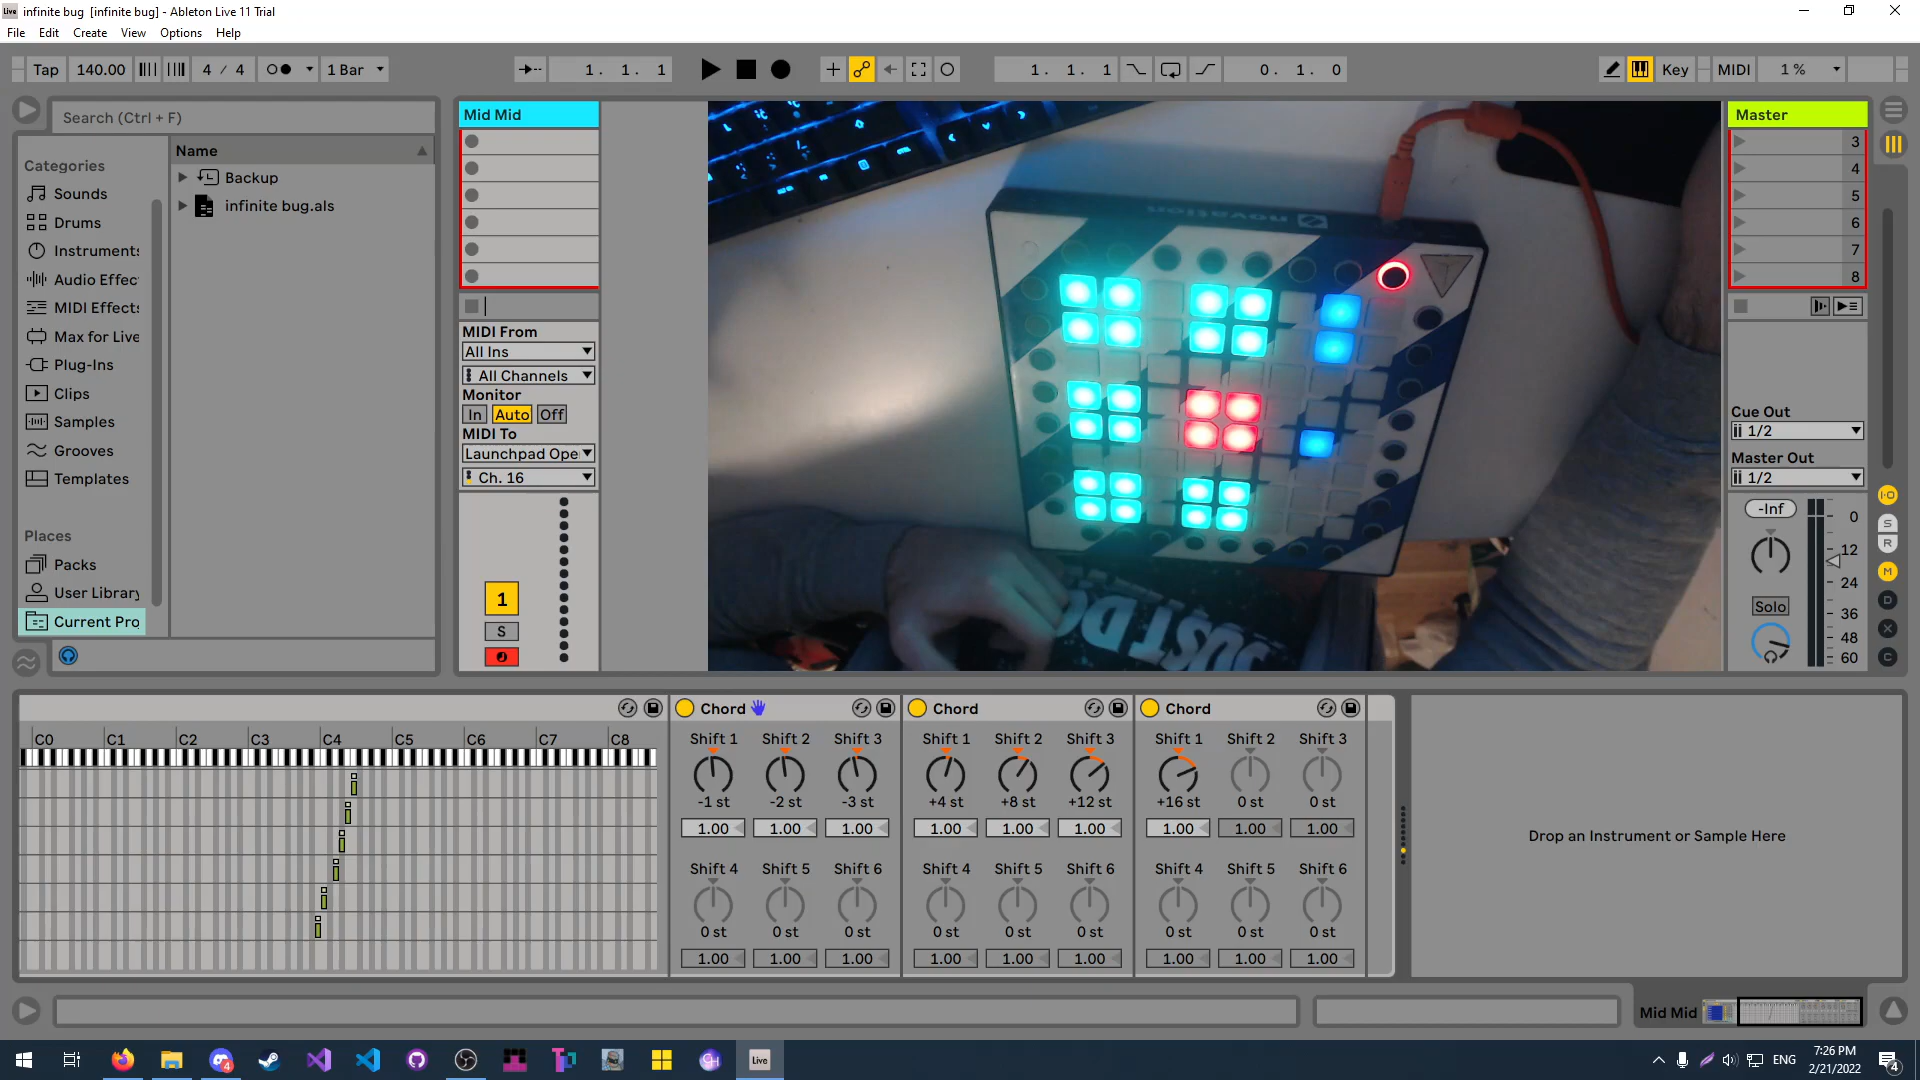 infinite bug  [infinite bug] - Ableton Live 11 Trial
File Edit Create View Options Help
Tap 140.00 4 / 4 1 Bar 1. 1. 1 1. 1. 1 0. 1. 0 Key MIDI 1 %
Search (Ctrl + F)
Categories
Sounds
Drums
Instruments
Audio Effec
MIDI Effects
Max for Live
Plug-Ins
Clips
Samples
Grooves
Templates
Places
Packs
User Library
Current Pro
Name
Backup
infinite bug.als
Mid Mid
MIDI From
All Ins
All Channels
Monitor
In Auto Off
MIDI To
Launchpad Ope
Ch. 16
1
S
novation
JUST DO
Master
3
4
5
6
7
8
Cue Out
1/2
Master Out
1/2
-Inf
0
12
24
36
48
60
Solo
I·O
S
R
M
D
X
C
C0 C1 C2 C3 C4 C5 C6 C7 C8
Chord
Shift 1 Shift 2 Shift 3
-1 st -2 st -3 st
1.00 1.00 1.00
Shift 4 Shift 5 Shift 6
0 st 0 st 0 st
1.00 1.00 1.00
Chord
Shift 1 Shift 2 Shift 3
+4 st +8 st +12 st
1.00 1.00 1.00
Shift 4 Shift 5 Shift 6
0 st 0 st 0 st
1.00 1.00 1.00
Chord
Shift 1 Shift 2 Shift 3
+16 st 0 st 0 st
1.00 1.00 1.00
Shift 4 Shift 5 Shift 6
0 st 0 st 0 st
1.00 1.00 1.00
Drop an Instrument or Sample Here
Mid Mid
4
Live
ENG
7:26 PM
2/21/2022
4